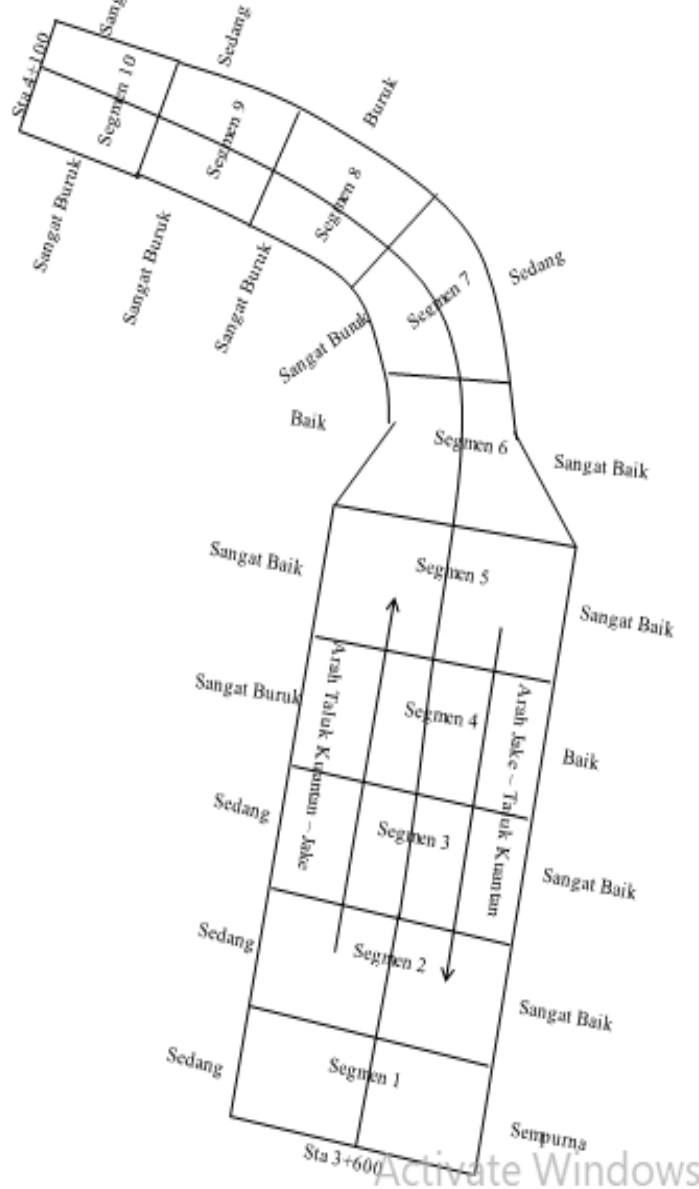 Sedang
Buruk
Sta 4+100
Segmen 10
Segmen 9
Segmen 8
Sangat Buruk
Sangat Buruk
Sangat Buruk
Sangat Buruk
Segmen 7
Sedang
Baik
Segmen 6
Sangat Baik
Sangat Baik
Segmen 5
Sangat Baik
Sangat Buruk
Arah Taluk Kuantan – Jake
Segmen 4
Arah Jake – Taluk Kuantan
Baik
Sedang
Segmen 3
Sangat Baik
Sedang
Segmen 2
Sangat Baik
Sedang
Segmen 1
Sempurna
Sta 3+600
Activate Windows